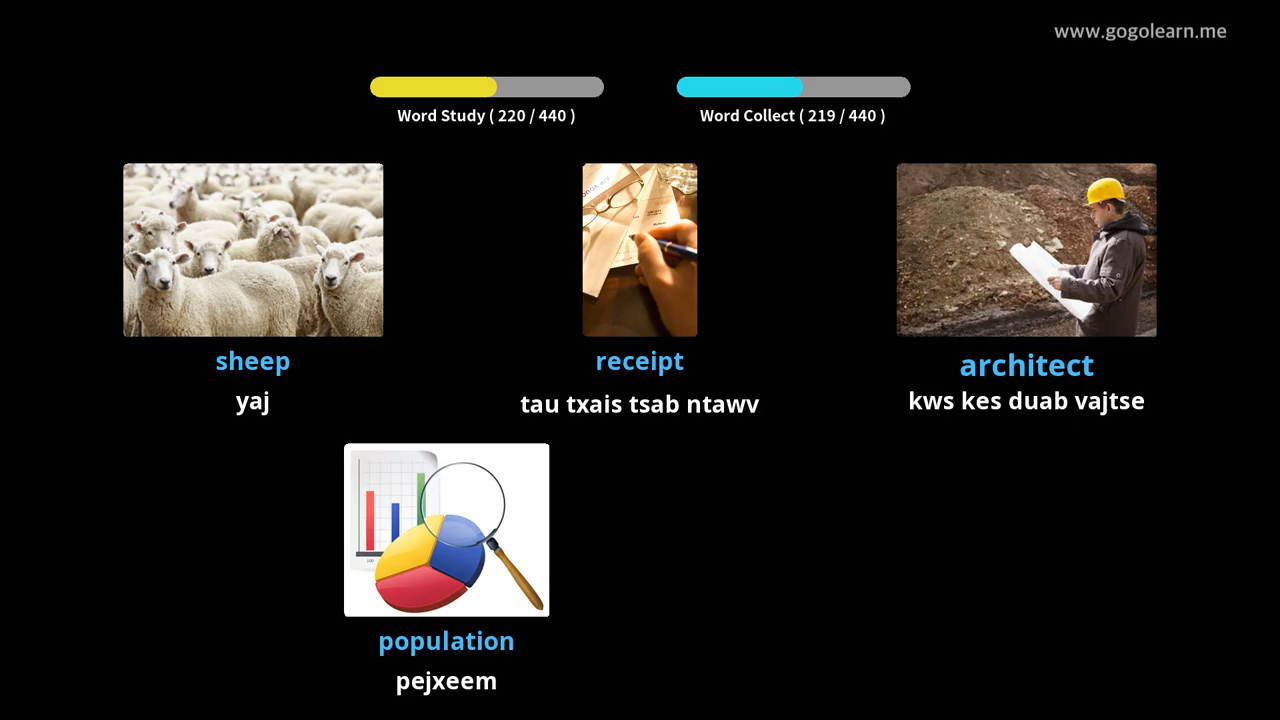 www.gogolearn.me
Word Study ( 220 / 440 )
Word Collect ( 219 / 440 )
sheep
yaj
receipt
tau txais tsab ntawv
architect
kws kes duab vajtse
population
pejxeem